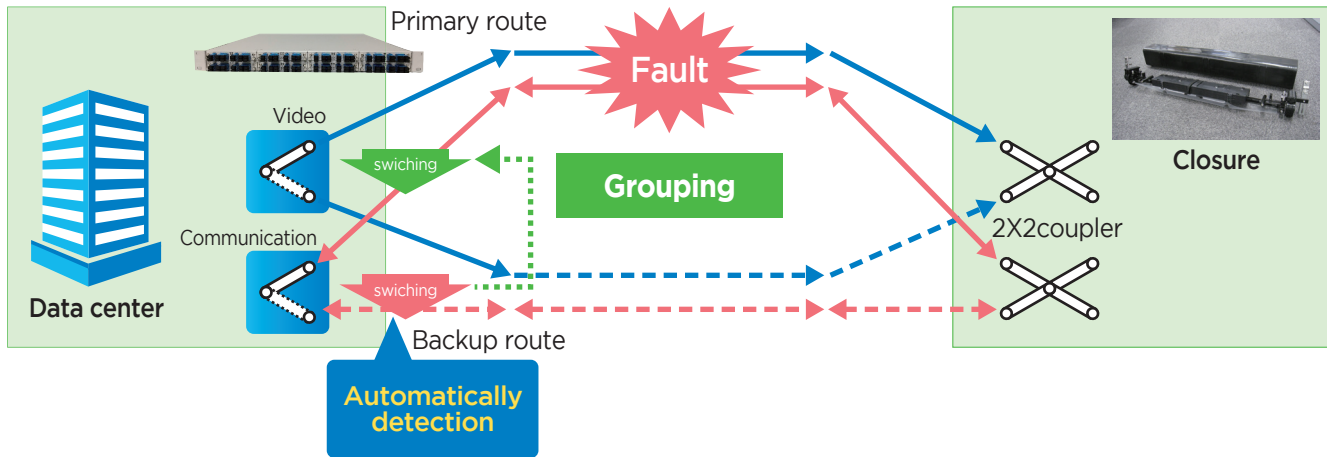 Primary route
Fault
Video
swiching
Closure
Grouping
2X2coupler
Communication
swiching
Data center
Backup route
Automatically
detection